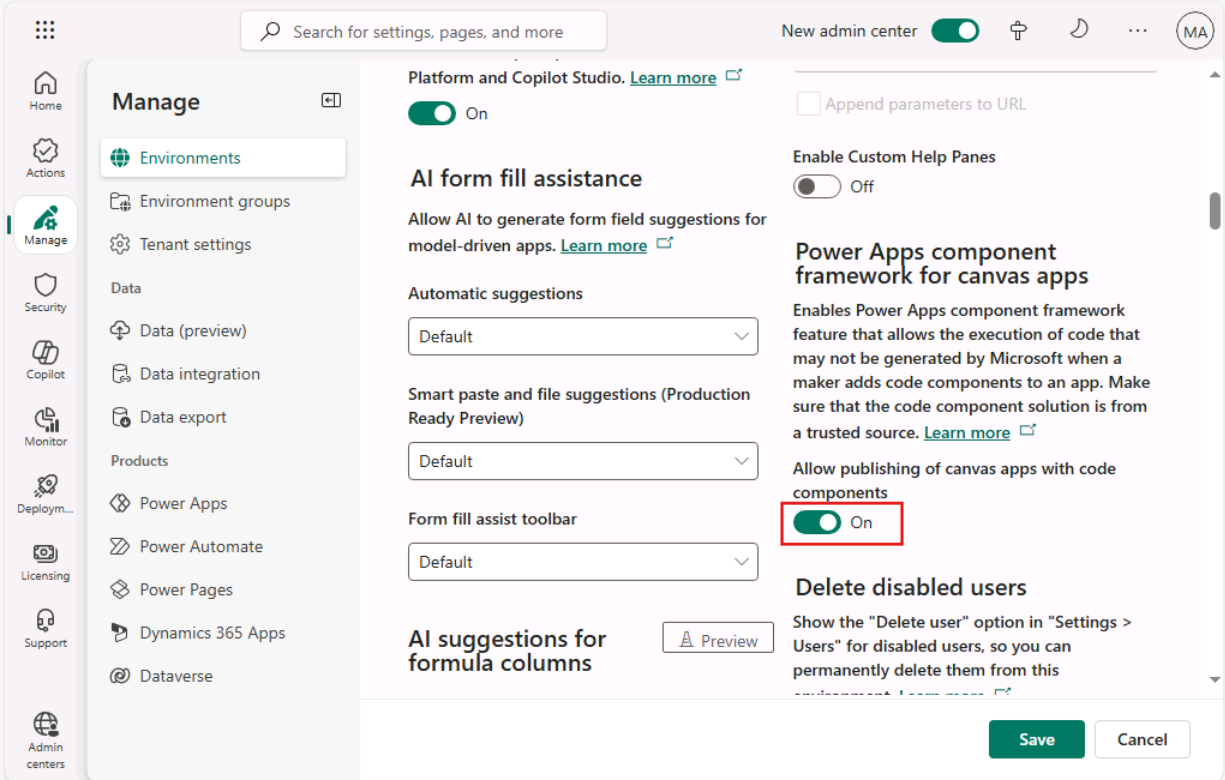 Search for settings, pages, and more
New admin center
MA
Home
Actions
Manage
Security
Copilot
Monitor
Deploym...
Licensing
Support
Admin
centers
Manage
Environments
Environment groups
Tenant settings
Data
Data (preview)
Data integration
Data export
Products
Power Apps
Power Automate
Power Pages
Dynamics 365 Apps
Dataverse
Platform and Copilot Studio. Learn more
On
AI form fill assistance
Allow AI to generate form field suggestions for
model-driven apps. Learn more
Automatic suggestions
Default
Smart paste and file suggestions (Production
Ready Preview)
Default
Form fill assist toolbar
Default
AI suggestions for
formula columns
Preview
Append parameters to URL
Enable Custom Help Panes
Off
Power Apps component
framework for canvas apps
Enables Power Apps component framework
feature that allows the execution of code that
may not be generated by Microsoft when a
maker adds code components to an app. Make
sure that the code component solution is from
a trusted source. Learn more
Allow publishing of canvas apps with code
components
On
Delete disabled users
Show the "Delete user" option in "Settings >
Users" for disabled users, so you can
permanently delete them from this
environment. Learn more
Save
Cancel